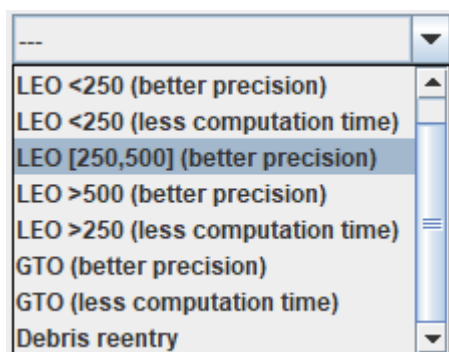 ---
LEO <250 (better precision)
LEO <250 (less computation time)
LEO [250,500] (better precision)
LEO >500 (better precision)
LEO >250 (less computation time)
GTO (better precision)
GTO (less computation time)
Debris reentry